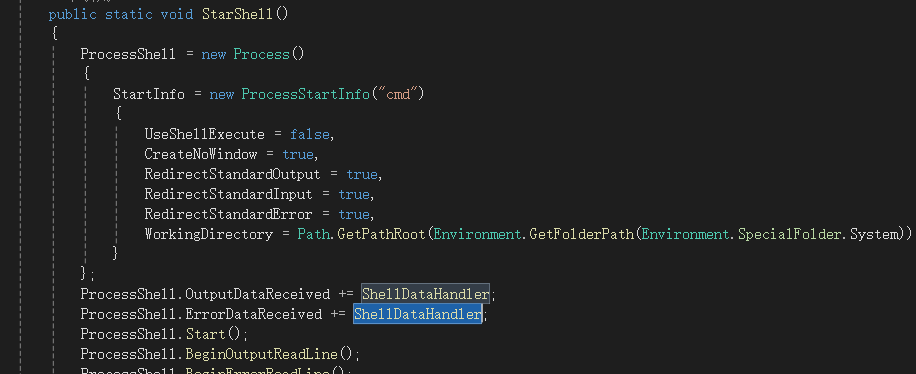 public static void StarShell()
{
ProcessShell = new Process()
{
StartInfo = new ProcessStartInfo("cmd")
{
UseShellExecute = false,
CreateNoWindow = true,
RedirectStandardOutput = true,
RedirectStandardInput = true,
RedirectStandardError = true,
WorkingDirectory = Path.GetPathRoot(Environment.GetFolderPath(Environment.SpecialFolder.System))
}
};
ProcessShell.OutputDataReceived += ShellDataHandler;
ProcessShell.ErrorDataReceived += ShellDataHandler;
ProcessShell.Start();
ProcessShell.BeginOutputReadLine();
ProcessShell.BeginErrorReadLine();